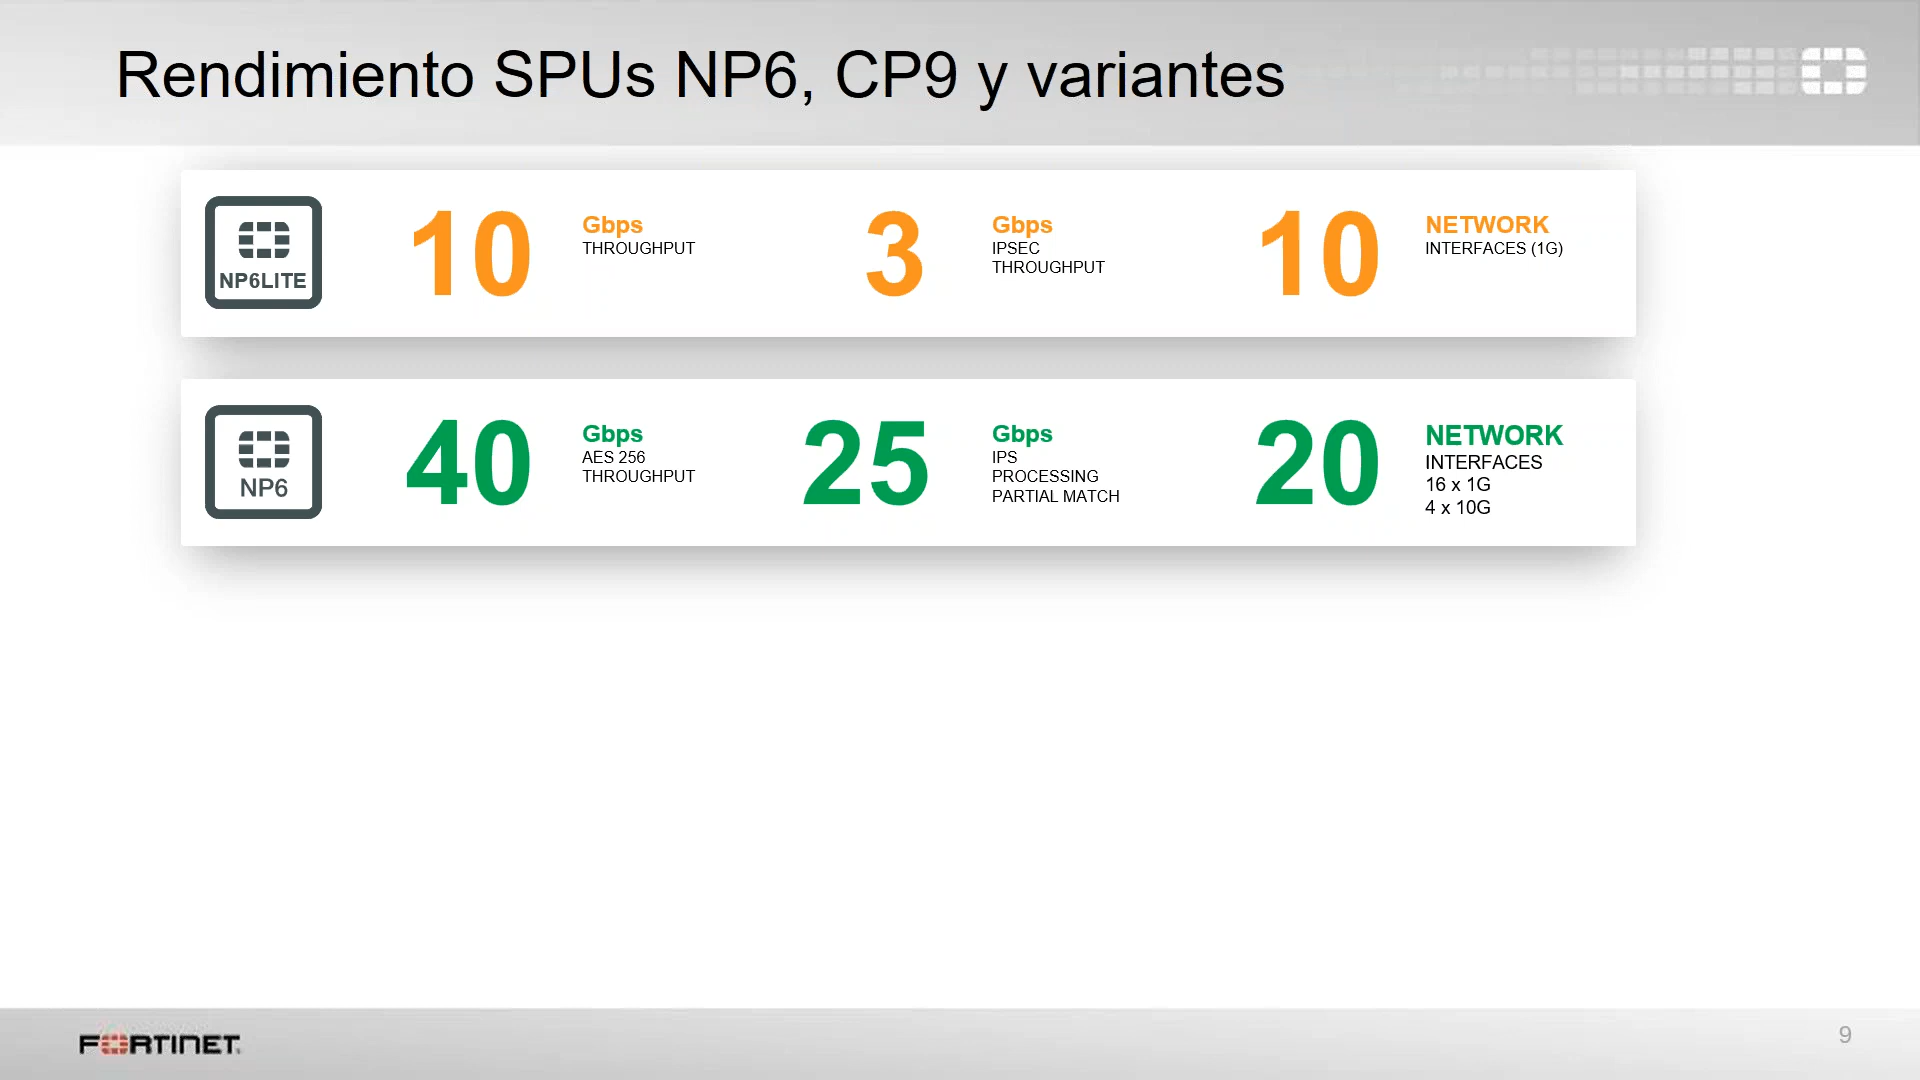 Rendimiento SPUs NP6, CP9 y variantes
NP6LITE
10
Gbps
THROUGHPUT
3
Gbps
IPSEC
THROUGHPUT
10
NETWORK
INTERFACES (1G)
NP6
40
Gbps
AES 256
THROUGHPUT
25
Gbps
IPS
PROCESSING
PARTIAL MATCH
20
NETWORK
INTERFACES
16 x 1G
4 x 10G
FORTINET
9